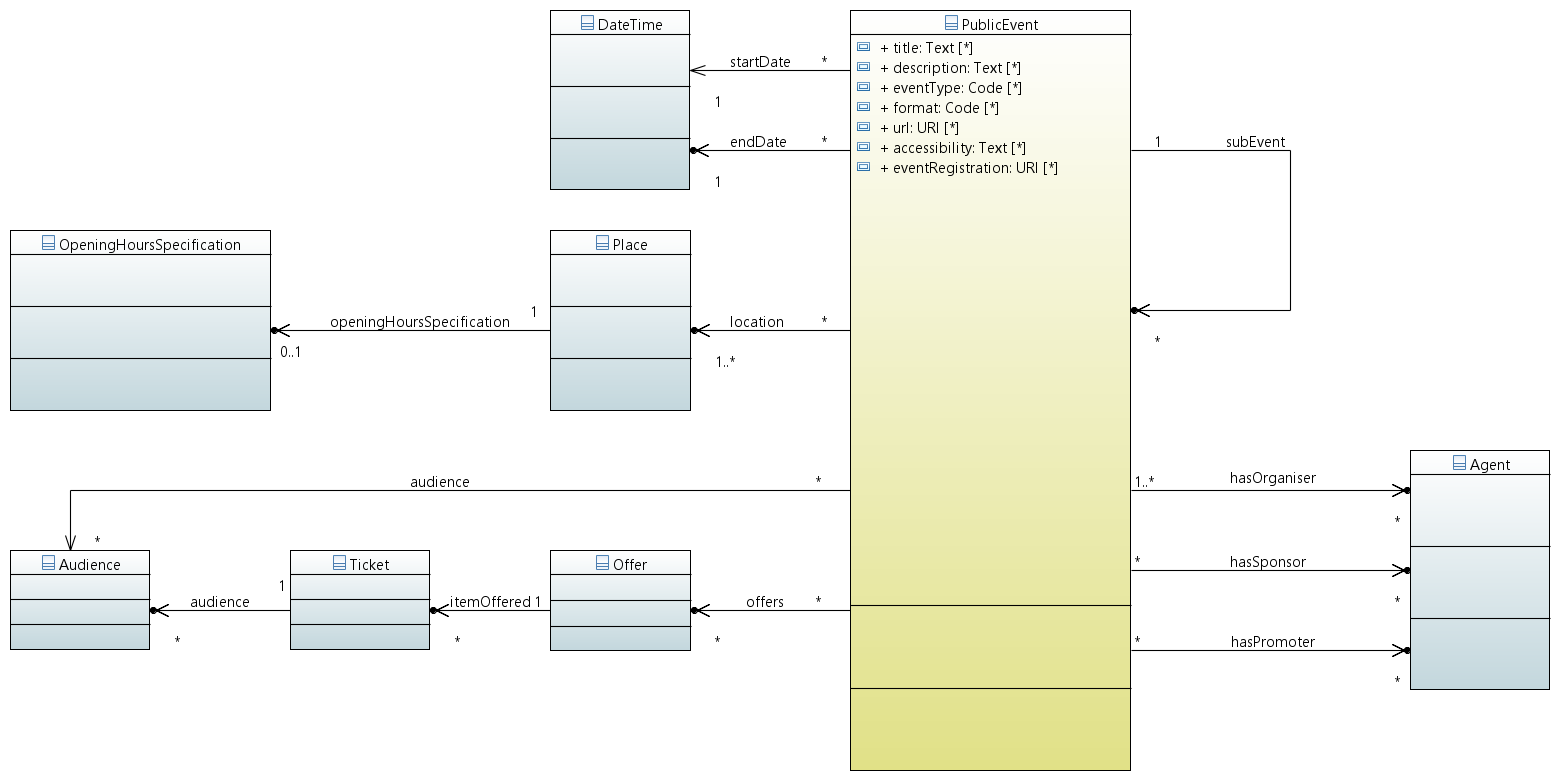 DateTime
PublicEvent
+ title: Text [*]
+ description: Text [*]
+ eventType: Code [*]
+ format: Code [*]
+ url: URI [*]
+ accessibility: Text [*]
+ eventRegistration: URI [*]
startDate *
1
endDate *
1
1 subEvent
*
OpeningHoursSpecification
Place
openingHoursSpecification 1
0..1
location *
1..*
audience *
*
1..* hasOrganiser
*
Agent
* hasSponsor
*
* hasPromoter
*
Audience
Ticket
Offer
audience 1
*
itemOffered 1
*
offers *
*